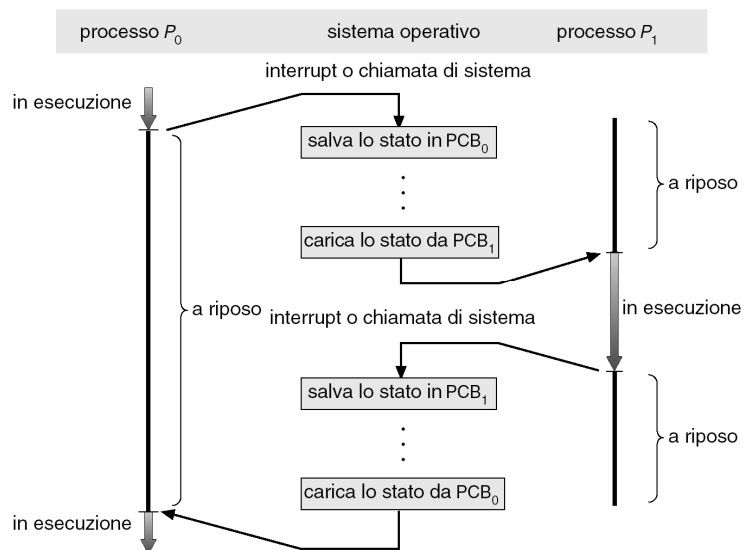 processo P0 sistema operativo processo P1
interrupt o chiamata di sistema
in esecuzione
salva lo stato in PCB0
a riposo
carica lo stato da PCB1
a riposo
in esecuzione
interrupt o chiamata di sistema
salva lo stato in PCB1
a riposo
carica lo stato da PCB0
in esecuzione